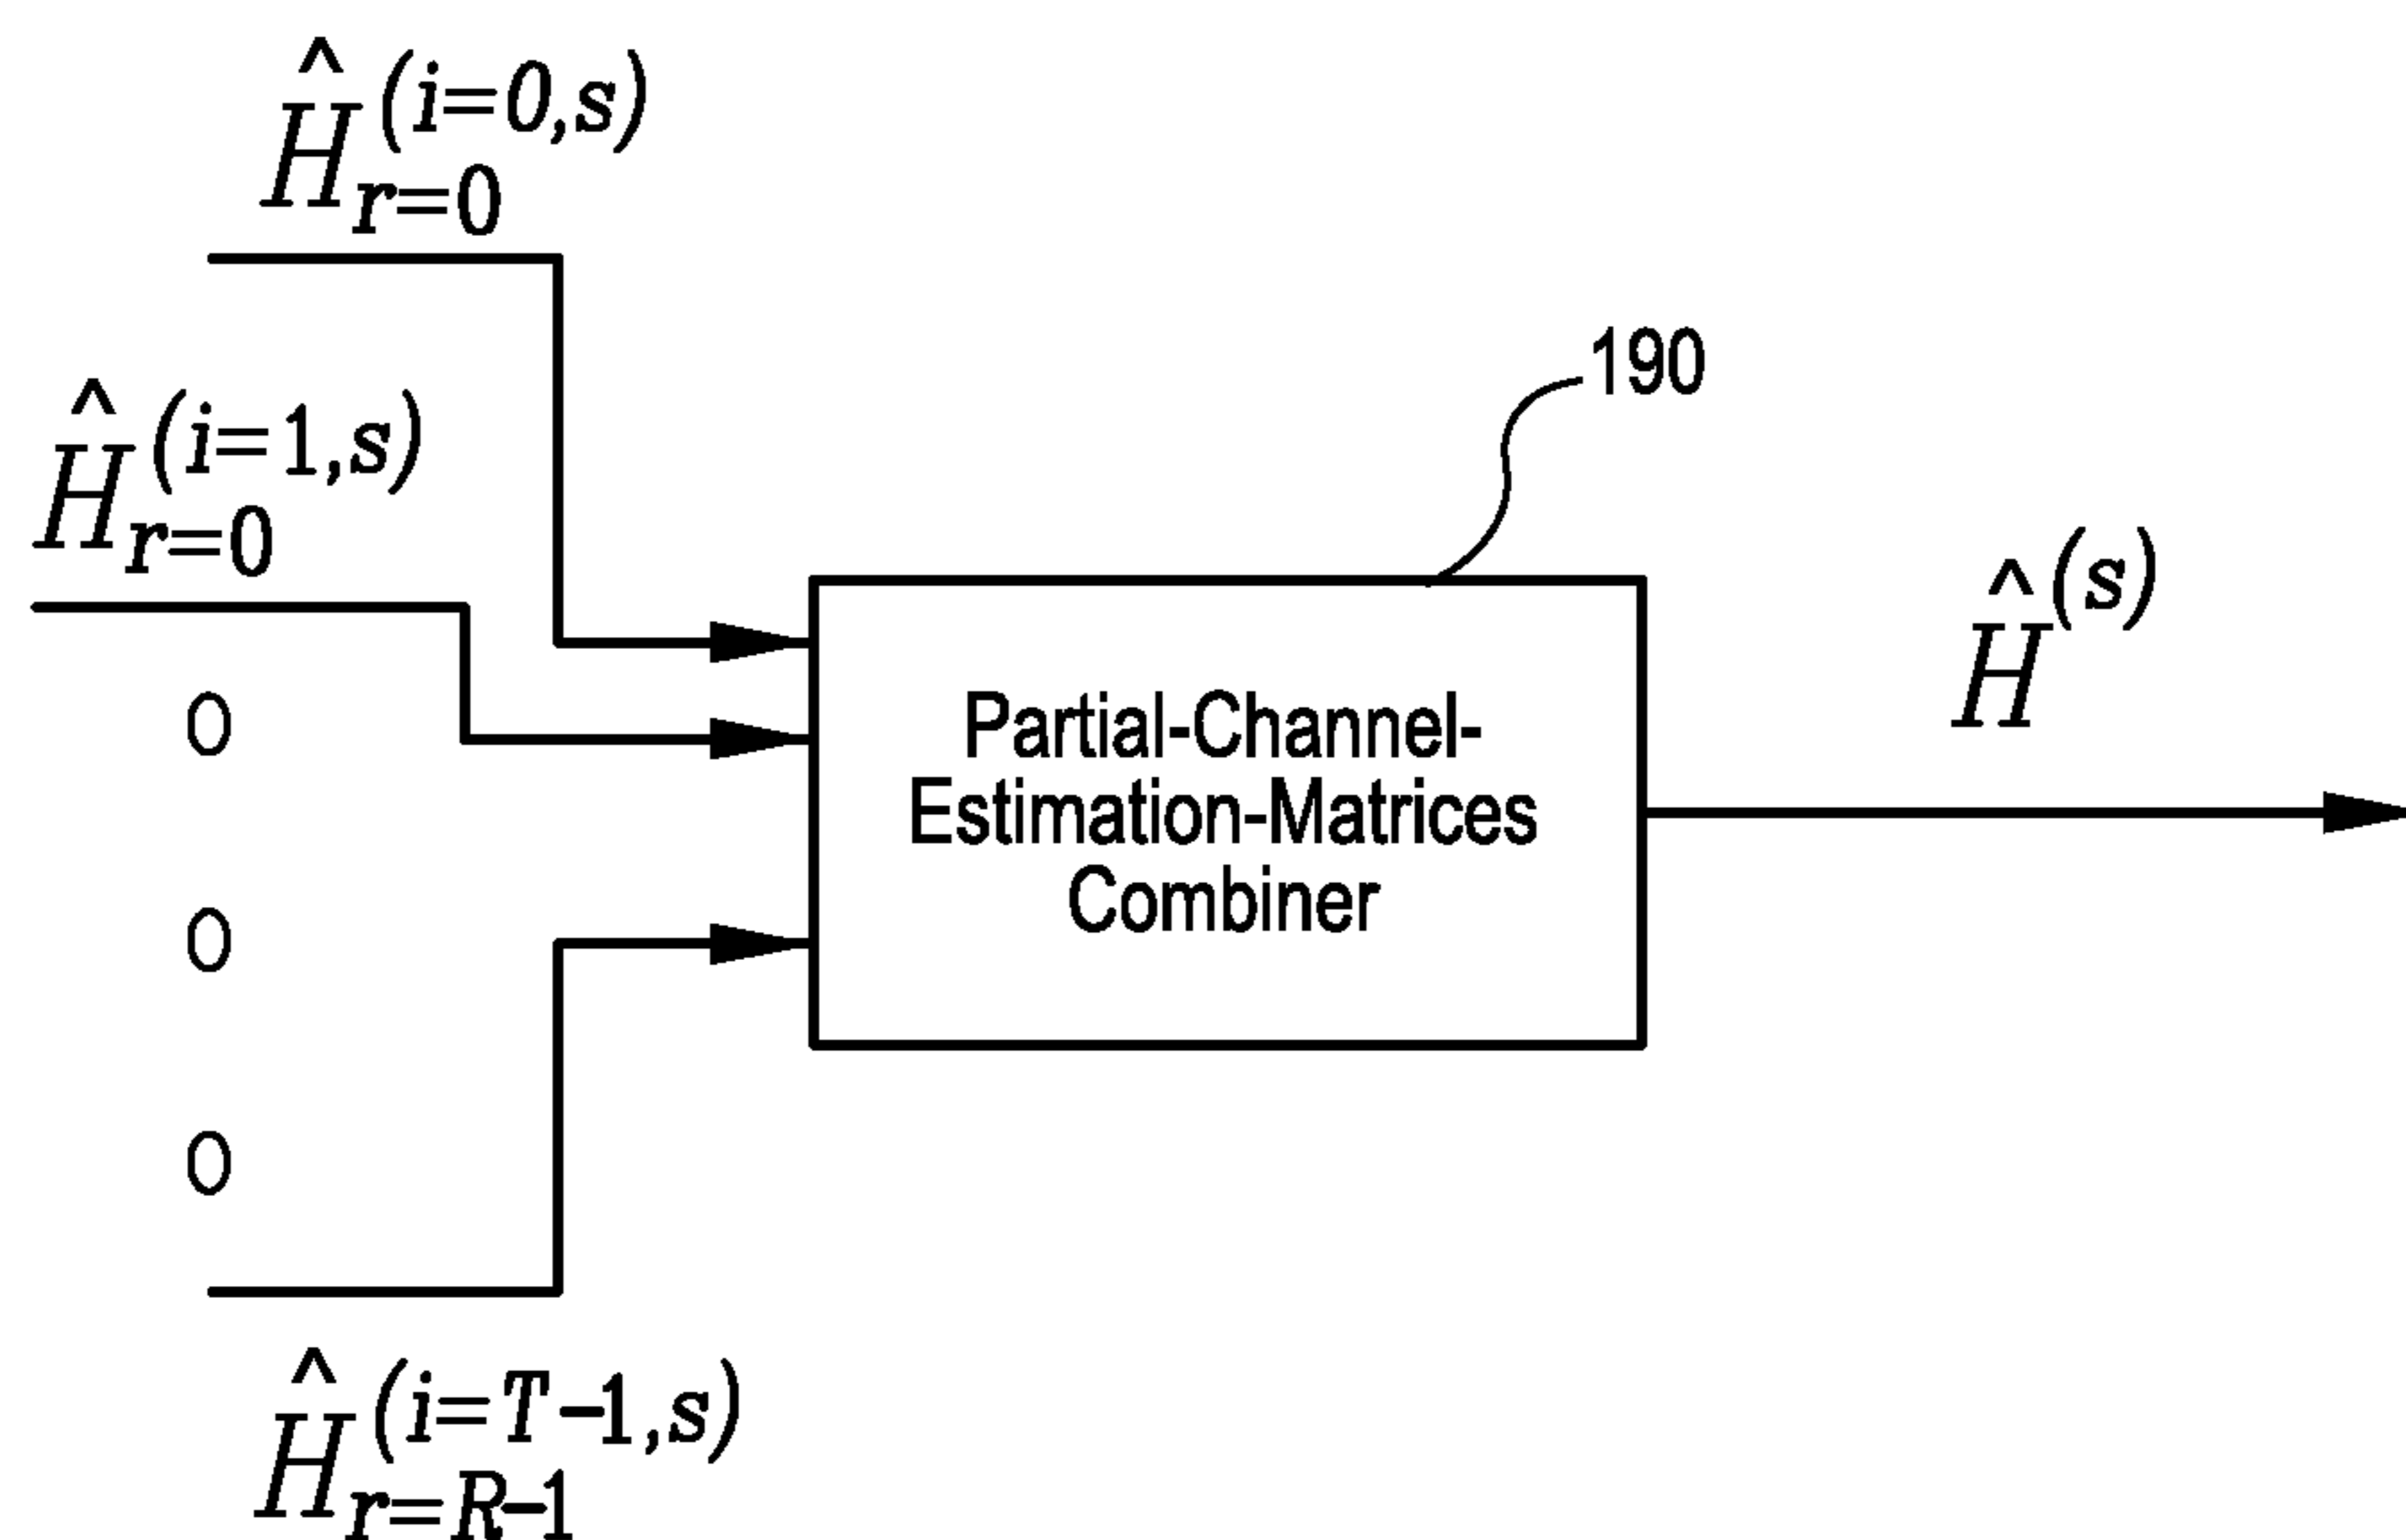 Ĥ_{r=0}^{(i=0,s)}
190
Ĥ_{r=0}^{(i=1,s)}
Ĥ^{(s)}
Partial-Channel-
Estimation-Matrices
Combiner
Ĥ_{r=R-1}^{(i=T-1,s)}